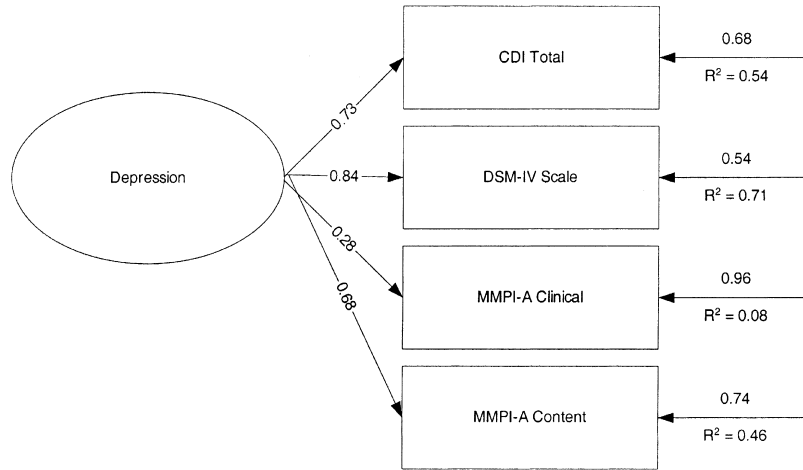 Depression
0.73
0.84
0.28
0.68
CDI Total
DSM-IV Scale
MMPI-A Clinical
MMPI-A Content
0.68
R² = 0.54
0.54
R² = 0.71
0.96
R² = 0.08
0.74
R² = 0.46